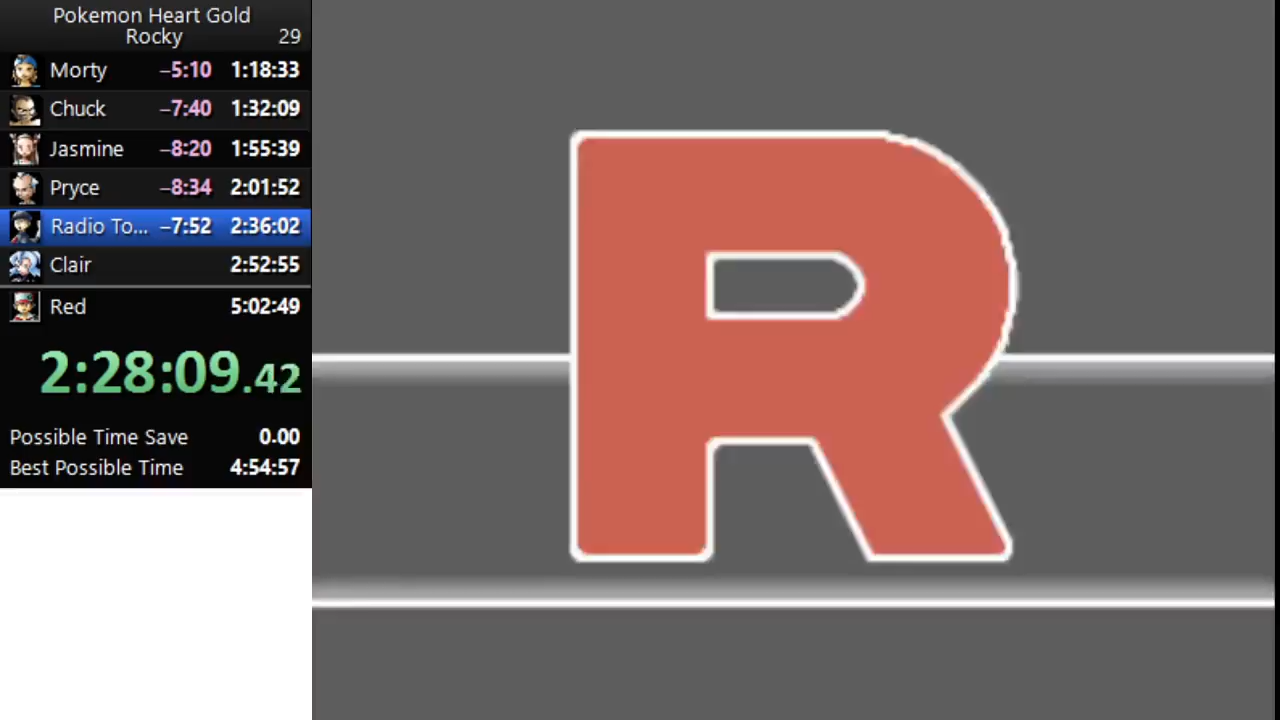 Pokemon Heart Gold
Rocky 29
Morty −5:10 1:18:33
Chuck −7:40 1:32:09
Jasmine −8:20 1:55:39
Pryce −8:34 2:01:52
Radio To... −7:52 2:36:02
Clair 2:52:55
Red 5:02:49
2:28:09.42
Possible Time Save 0.00
Best Possible Time 4:54:57
R